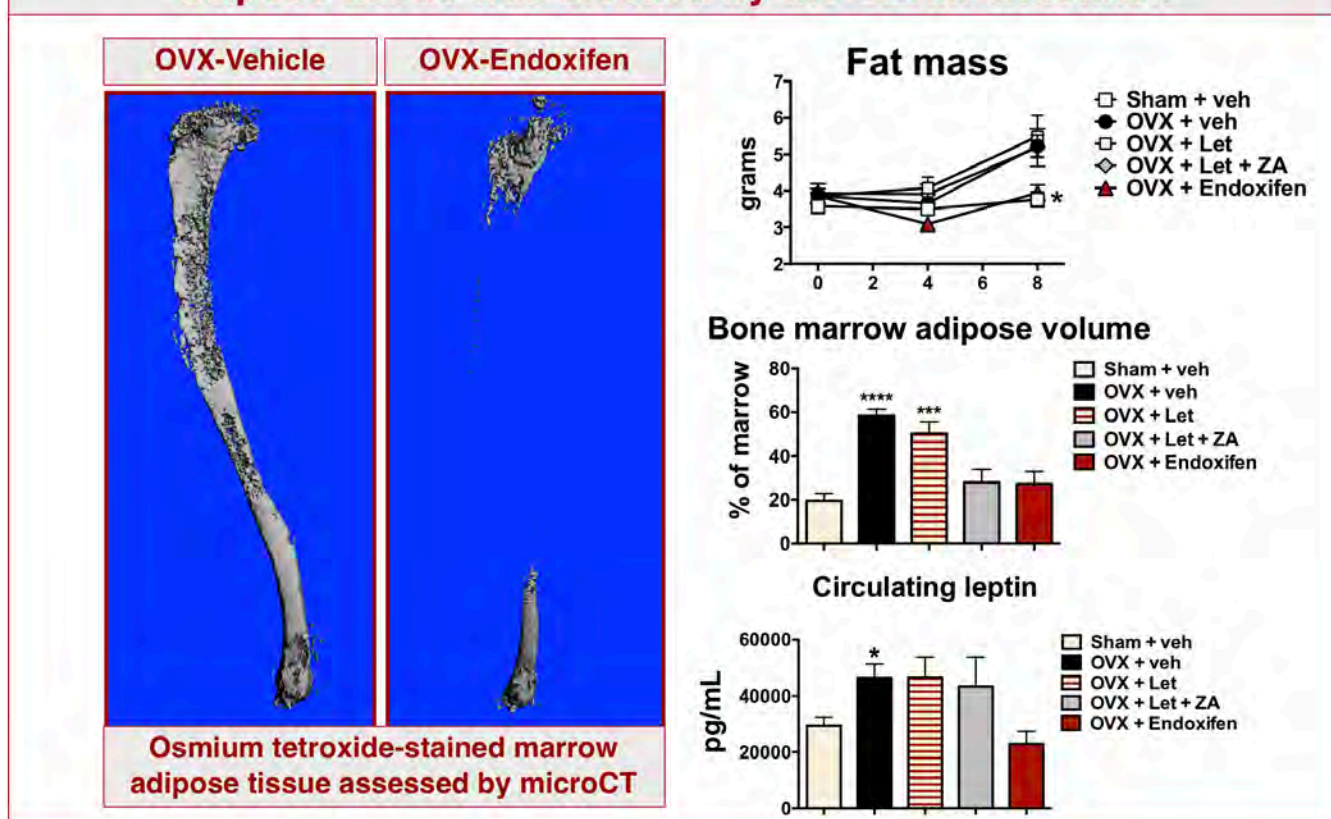 OVX-Vehicle
OVX-Endoxifen
Osmium tetroxide-stained marrow
adipose tissue assessed by microCT
Fat mass
grams
7
6
5
4
3
2
0
2
4
6
8
*
Sham + veh
OVX + veh
OVX + Let
OVX + Let + ZA
OVX + Endoxifen
Bone marrow adipose volume
% of marrow
80
60
40
20
0
****
***
Sham + veh
OVX + veh
OVX + Let
OVX + Let + ZA
OVX + Endoxifen
Circulating leptin
pg/mL
60000
40000
20000
0
*
Sham + veh
OVX + veh
OVX + Let
OVX + Let + ZA
OVX + Endoxifen